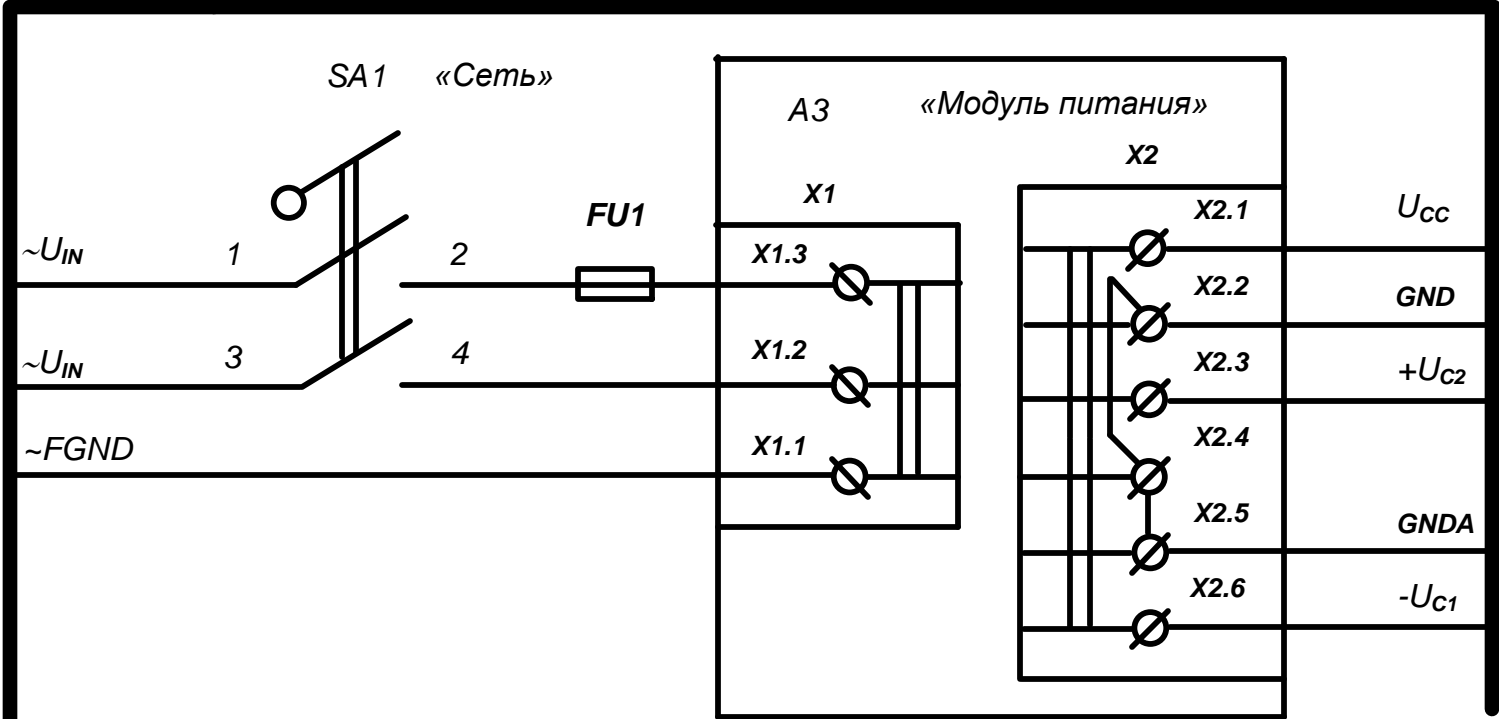 SA1 «Сеть»
A3 «Модуль питания»
X2
X1
X2.1 U_CC
FU1
~U_IN 1 2 X1.3
X2.2 GND
~U_IN 3 4 X1.2
X2.3 +U_C2
~FGND X1.1
X2.4
X2.5 GNDA
X2.6 -U_C1